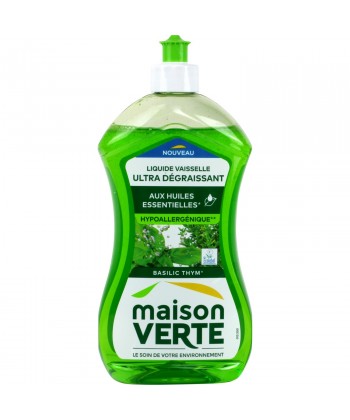 NOUVEAU
LIQUIDE VAISSELLE
ULTRA DÉGRAISSANT
AUX HUILES
ESSENTIELLES*
HYPOALLERGÉNIQUE**
BASILIC THYM*
maison
VERTE
LE SOIN DE VOTRE ENVIRONNEMENT